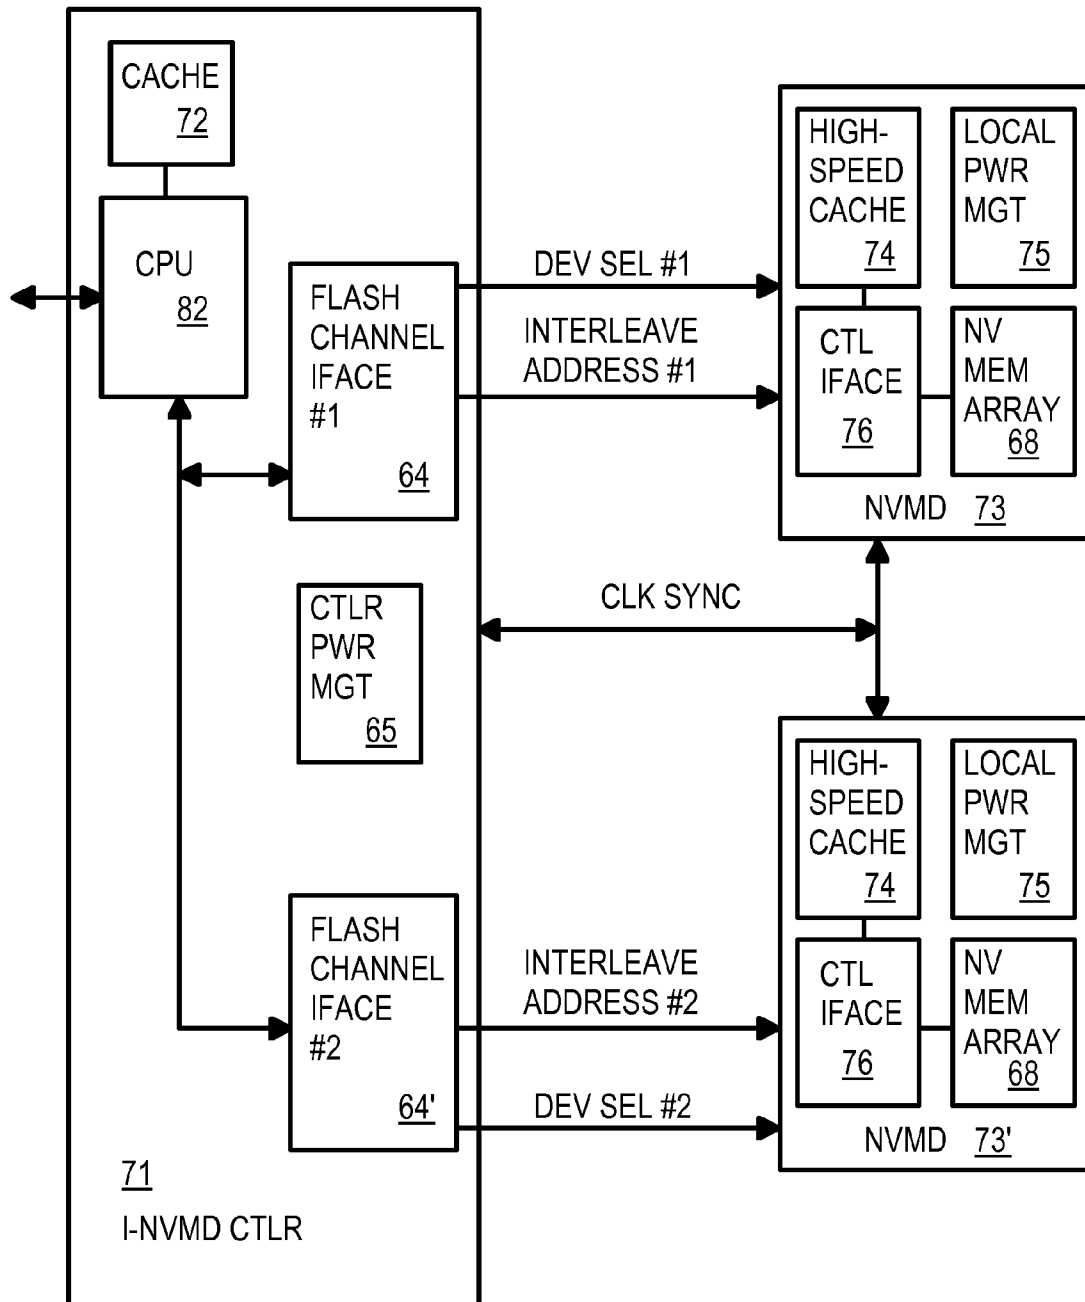 CACHE
72
CPU
82
FLASH
CHANNEL
IFACE
#1
64
CTLR
PWR
MGT
65
FLASH
CHANNEL
IFACE
#2
64'
71
I-NVMD CTLR
DEV SEL #1
INTERLEAVE
ADDRESS #1
CLK SYNC
INTERLEAVE
ADDRESS #2
DEV SEL #2
HIGH-
SPEED
CACHE
74
LOCAL
PWR
MGT
75
CTL
IFACE
76
NV
MEM
ARRAY
68
NVMD 73
HIGH-
SPEED
CACHE
74
LOCAL
PWR
MGT
75
CTL
IFACE
76
NV
MEM
ARRAY
68
NVMD 73'